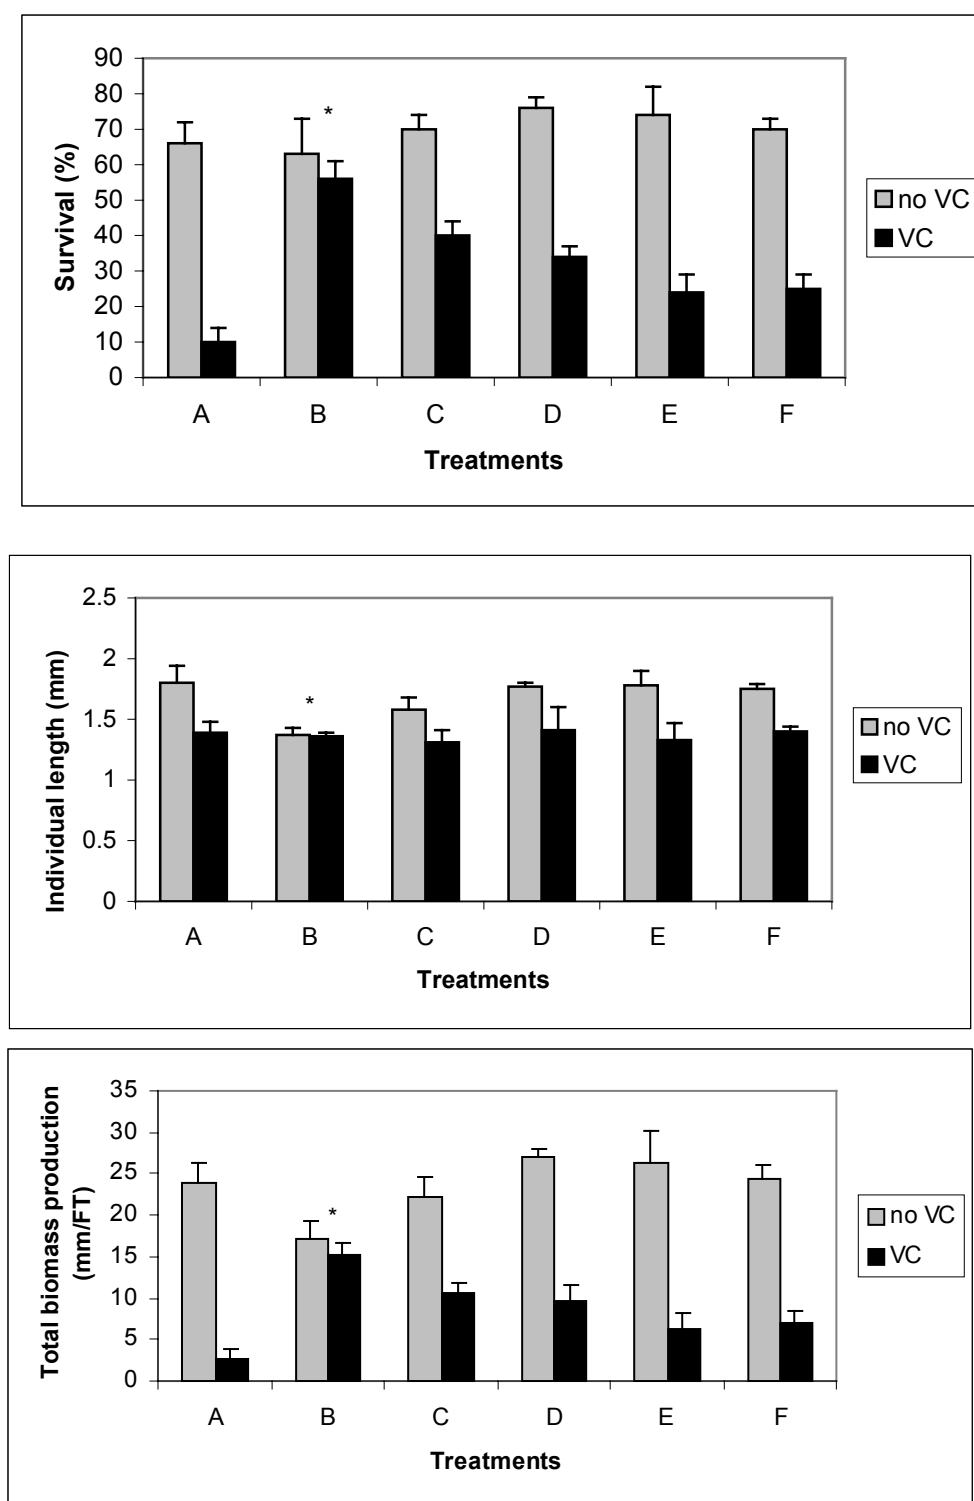 90
80
70
60
50
40
30
20
10
0
Survival (%)
*
A B C D E F
Treatments
no VC
VC
2.5
2
1.5
1
0.5
0
Individual length (mm)
*
A B C D E F
Treatments
no VC
VC
35
30
25
20
15
10
5
0
Total biomass production
(mm/FT)
*
A B C D E F
Treatments
no VC
VC